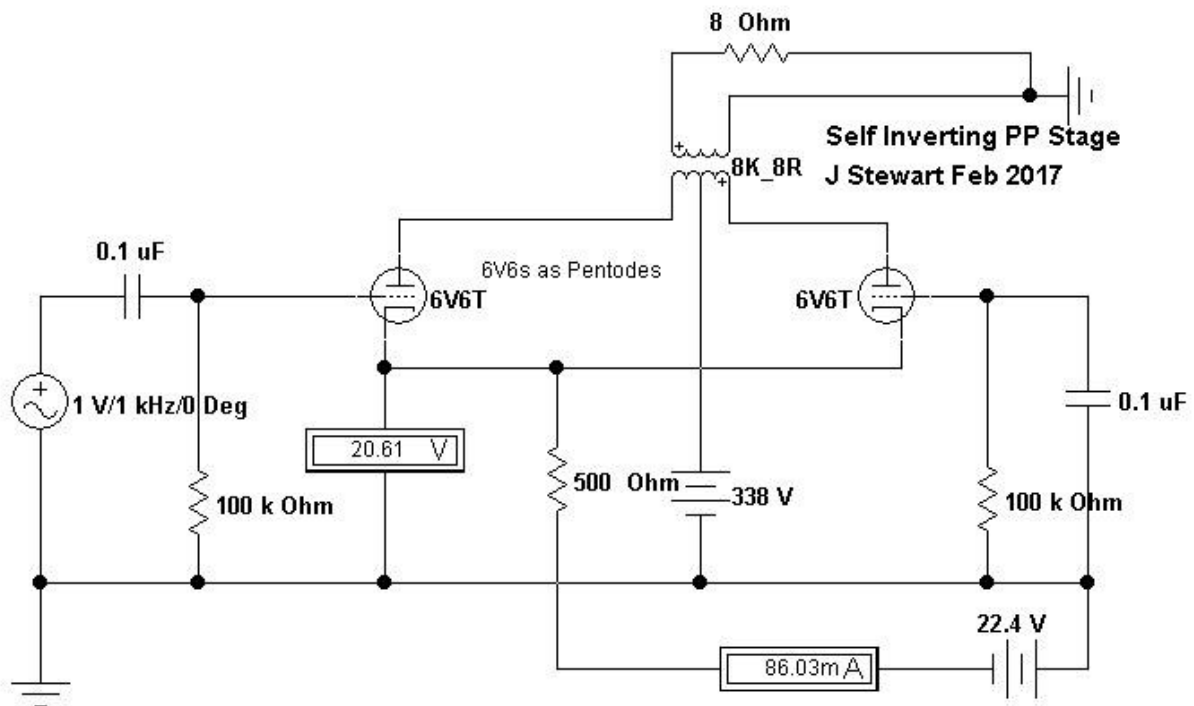 8 Ohm
Self Inverting PP Stage
J Stewart Feb 2017
8K_8R
0.1 uF
6V6s as Pentodes
6V6T
6V6T
1 V/1 kHz/0 Deg
0.1 uF
20.61 V
500 Ohm
338 V
100 k Ohm
100 k Ohm
22.4 V
86.03m A